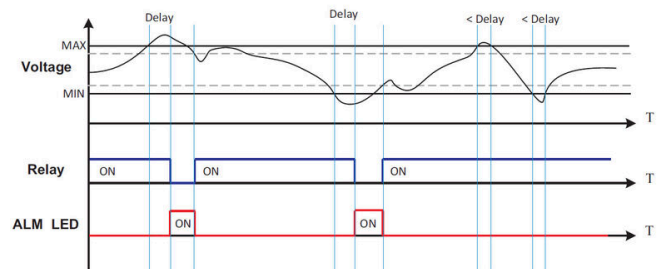 Delay Delay < Delay < Delay
MAX
Voltage
MIN
T
Relay ON ON ON T
ALM LED ON ON T